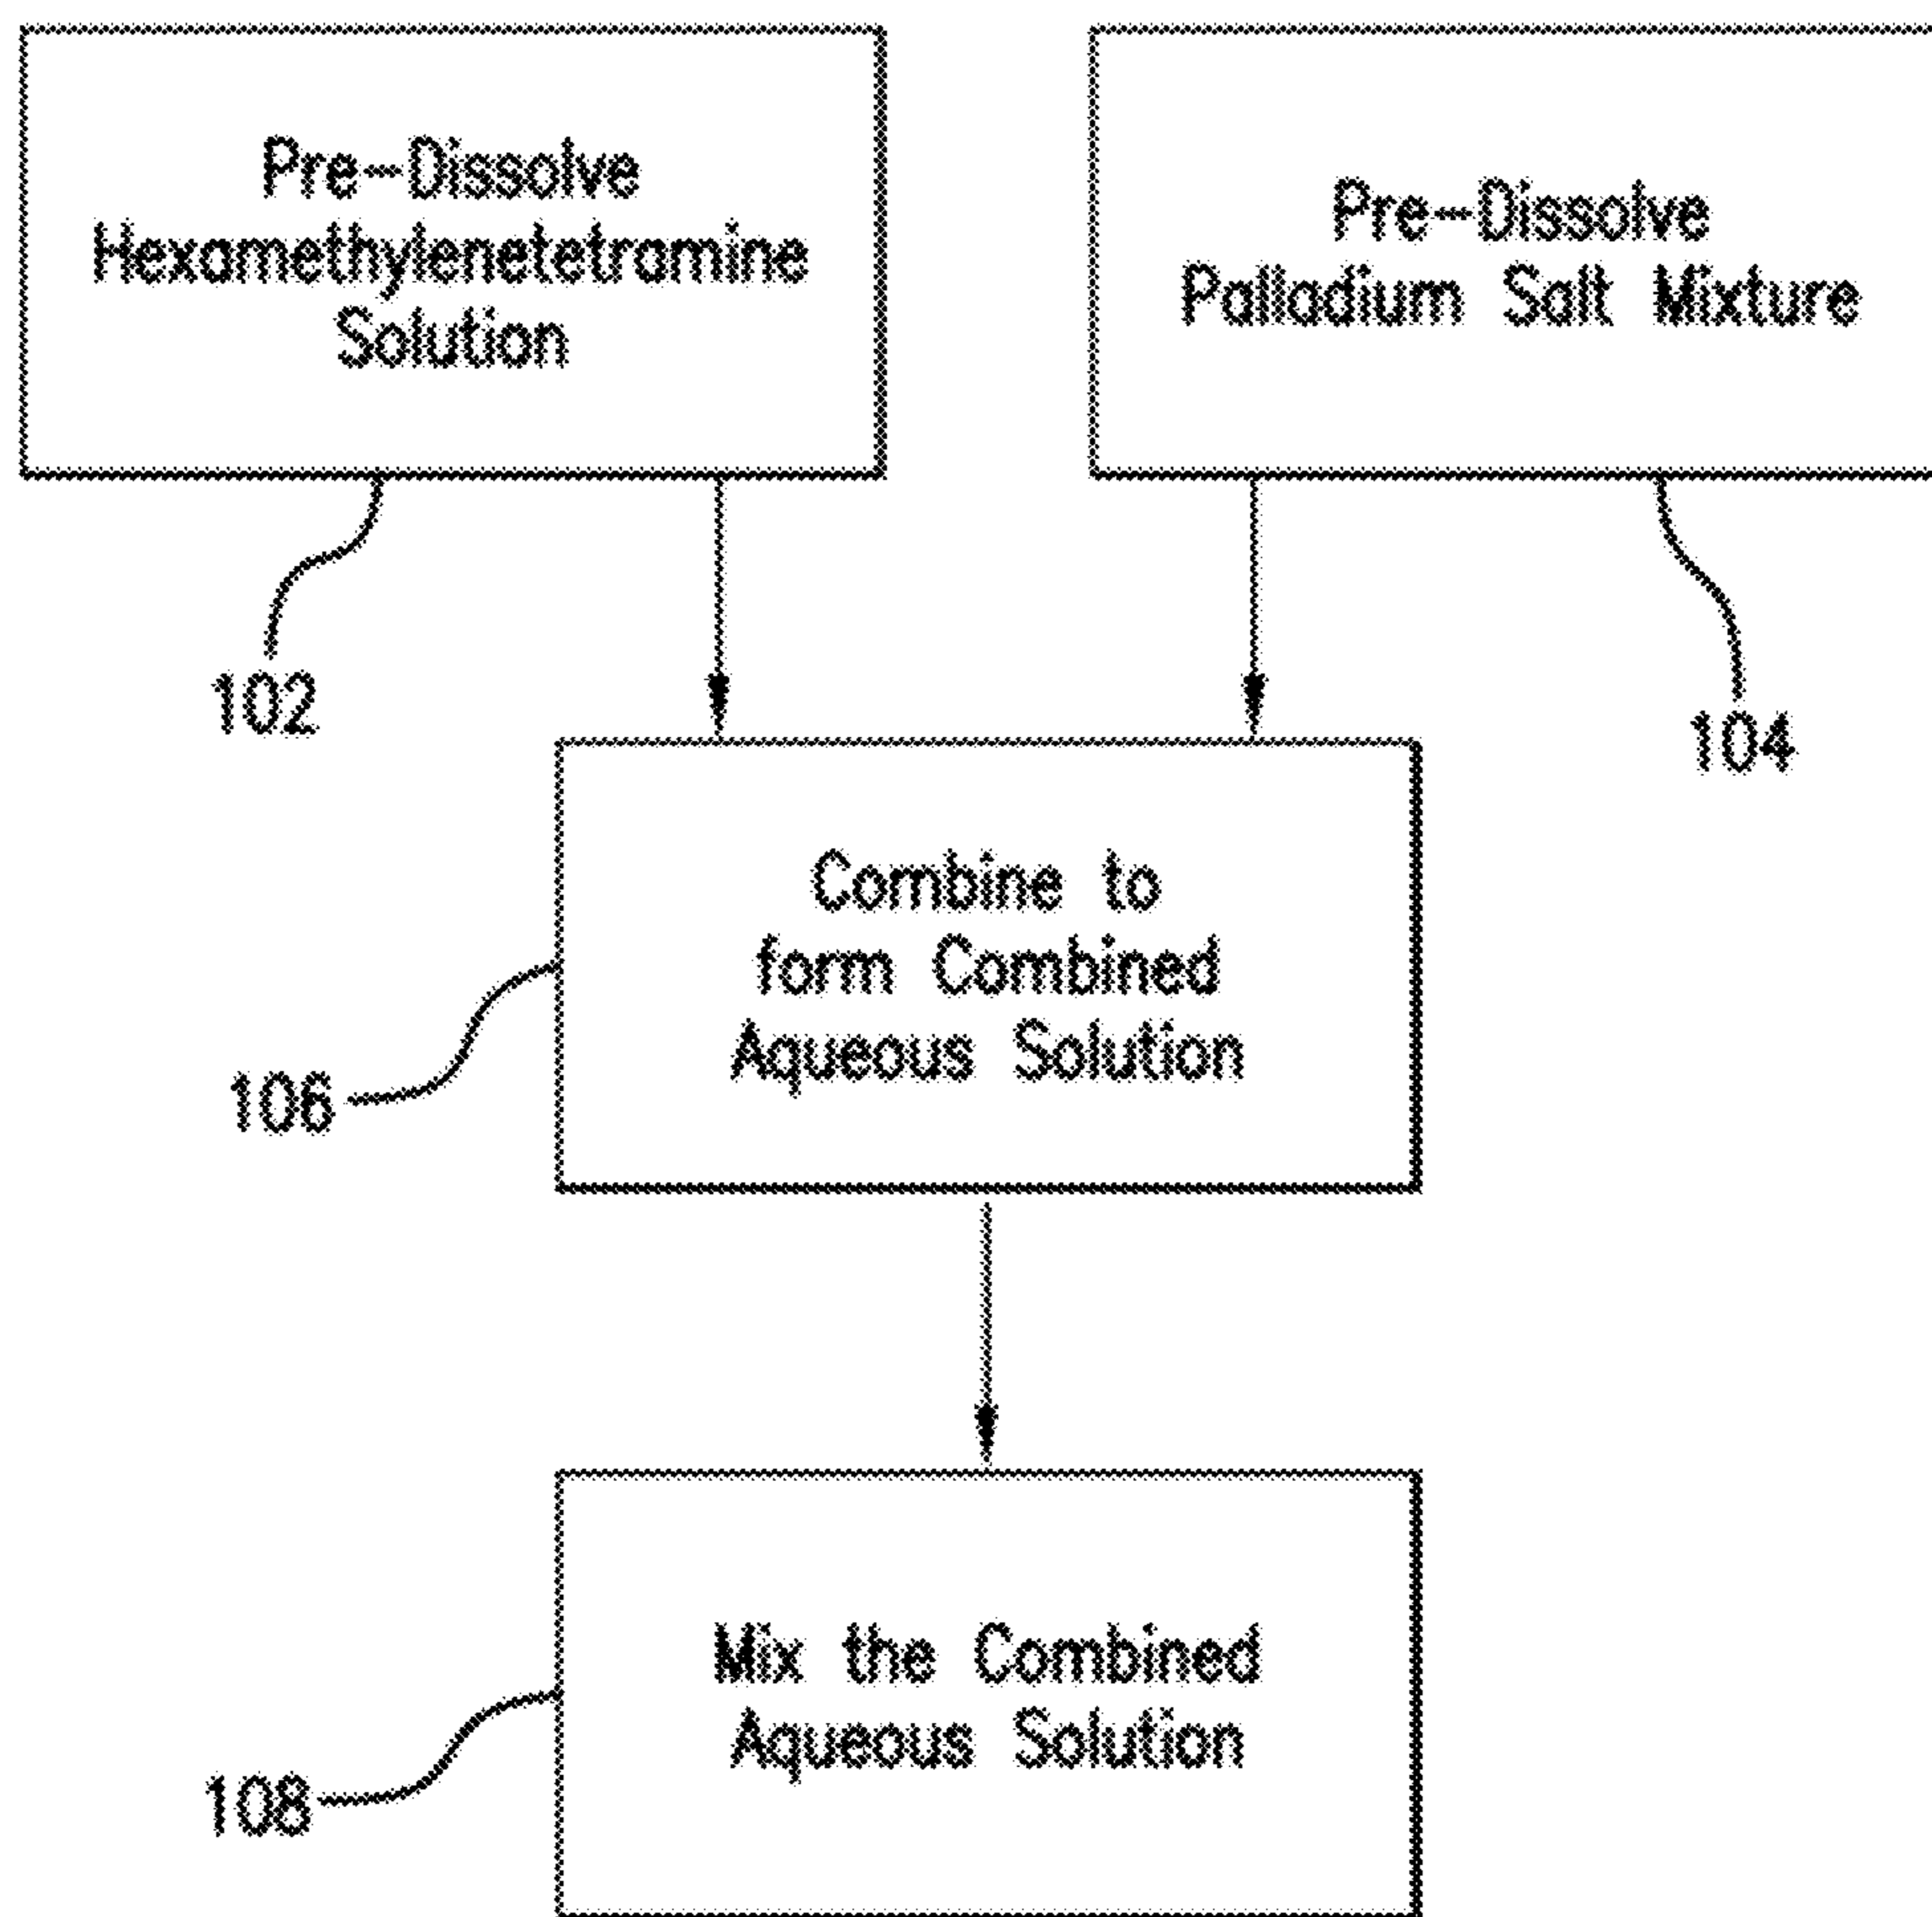 Pre-Dissolve
Hexamethylenetetramine
Solution
Pre-Dissolve
Palladium Salt Mixture
102
104
Combine to
form Combined
Aqueous Solution
106
Mix the Combined
Aqueous Solution
108